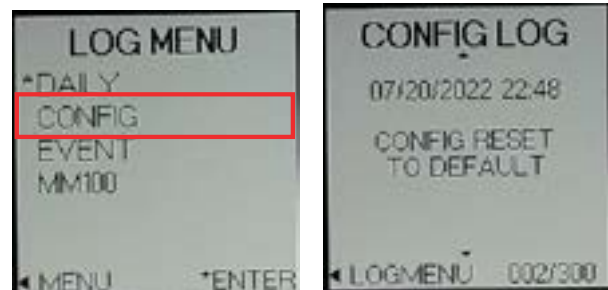 LOG MENU
*DAILY
CONFIG
EVENT
MM100
◄ MENU *ENTER
CONFIG LOG
07/20/2022 22:48
CONFIG RESET
TO DEFAULT
◄ LOGMENU 002/300